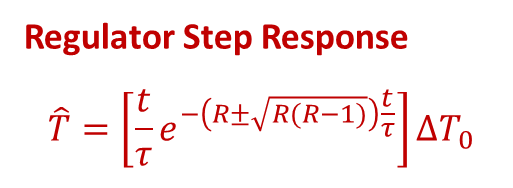 Regulator Step Response
T̂ = [t/τ e^{-(R±√(R(R-1))) t/τ}] ΔT₀